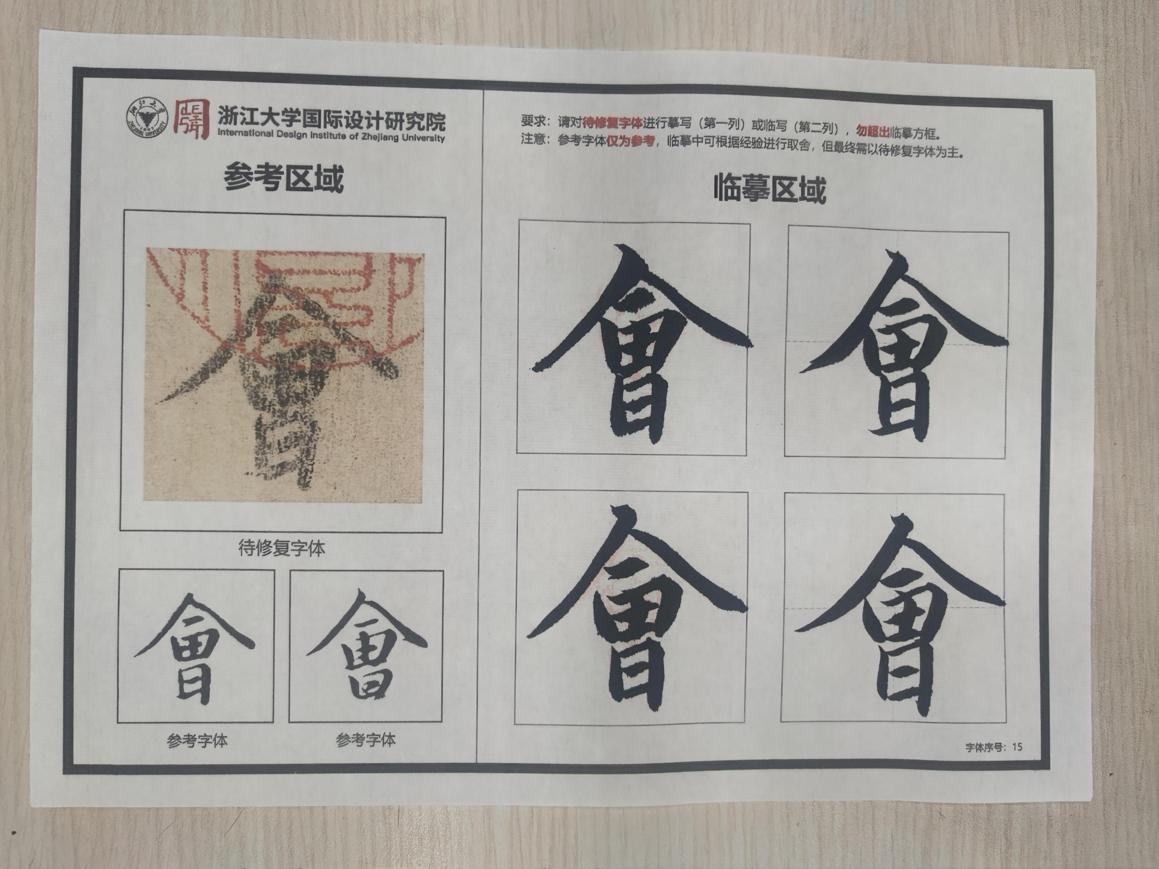 浙江大学国际设计研究院
International Design Institute of Zhejiang University
参考区域
會
待修复字体
會
會
参考字体
参考字体
要求：请对待修复字体进行摹写（第一列）或临写（第二列），勿超出临摹方框。
注意：参考字体仅为参考，临摹中可根据经验进行取舍，但最终需以待修复字体为主。
临摹区域
會
會
會
會
字体序号：15